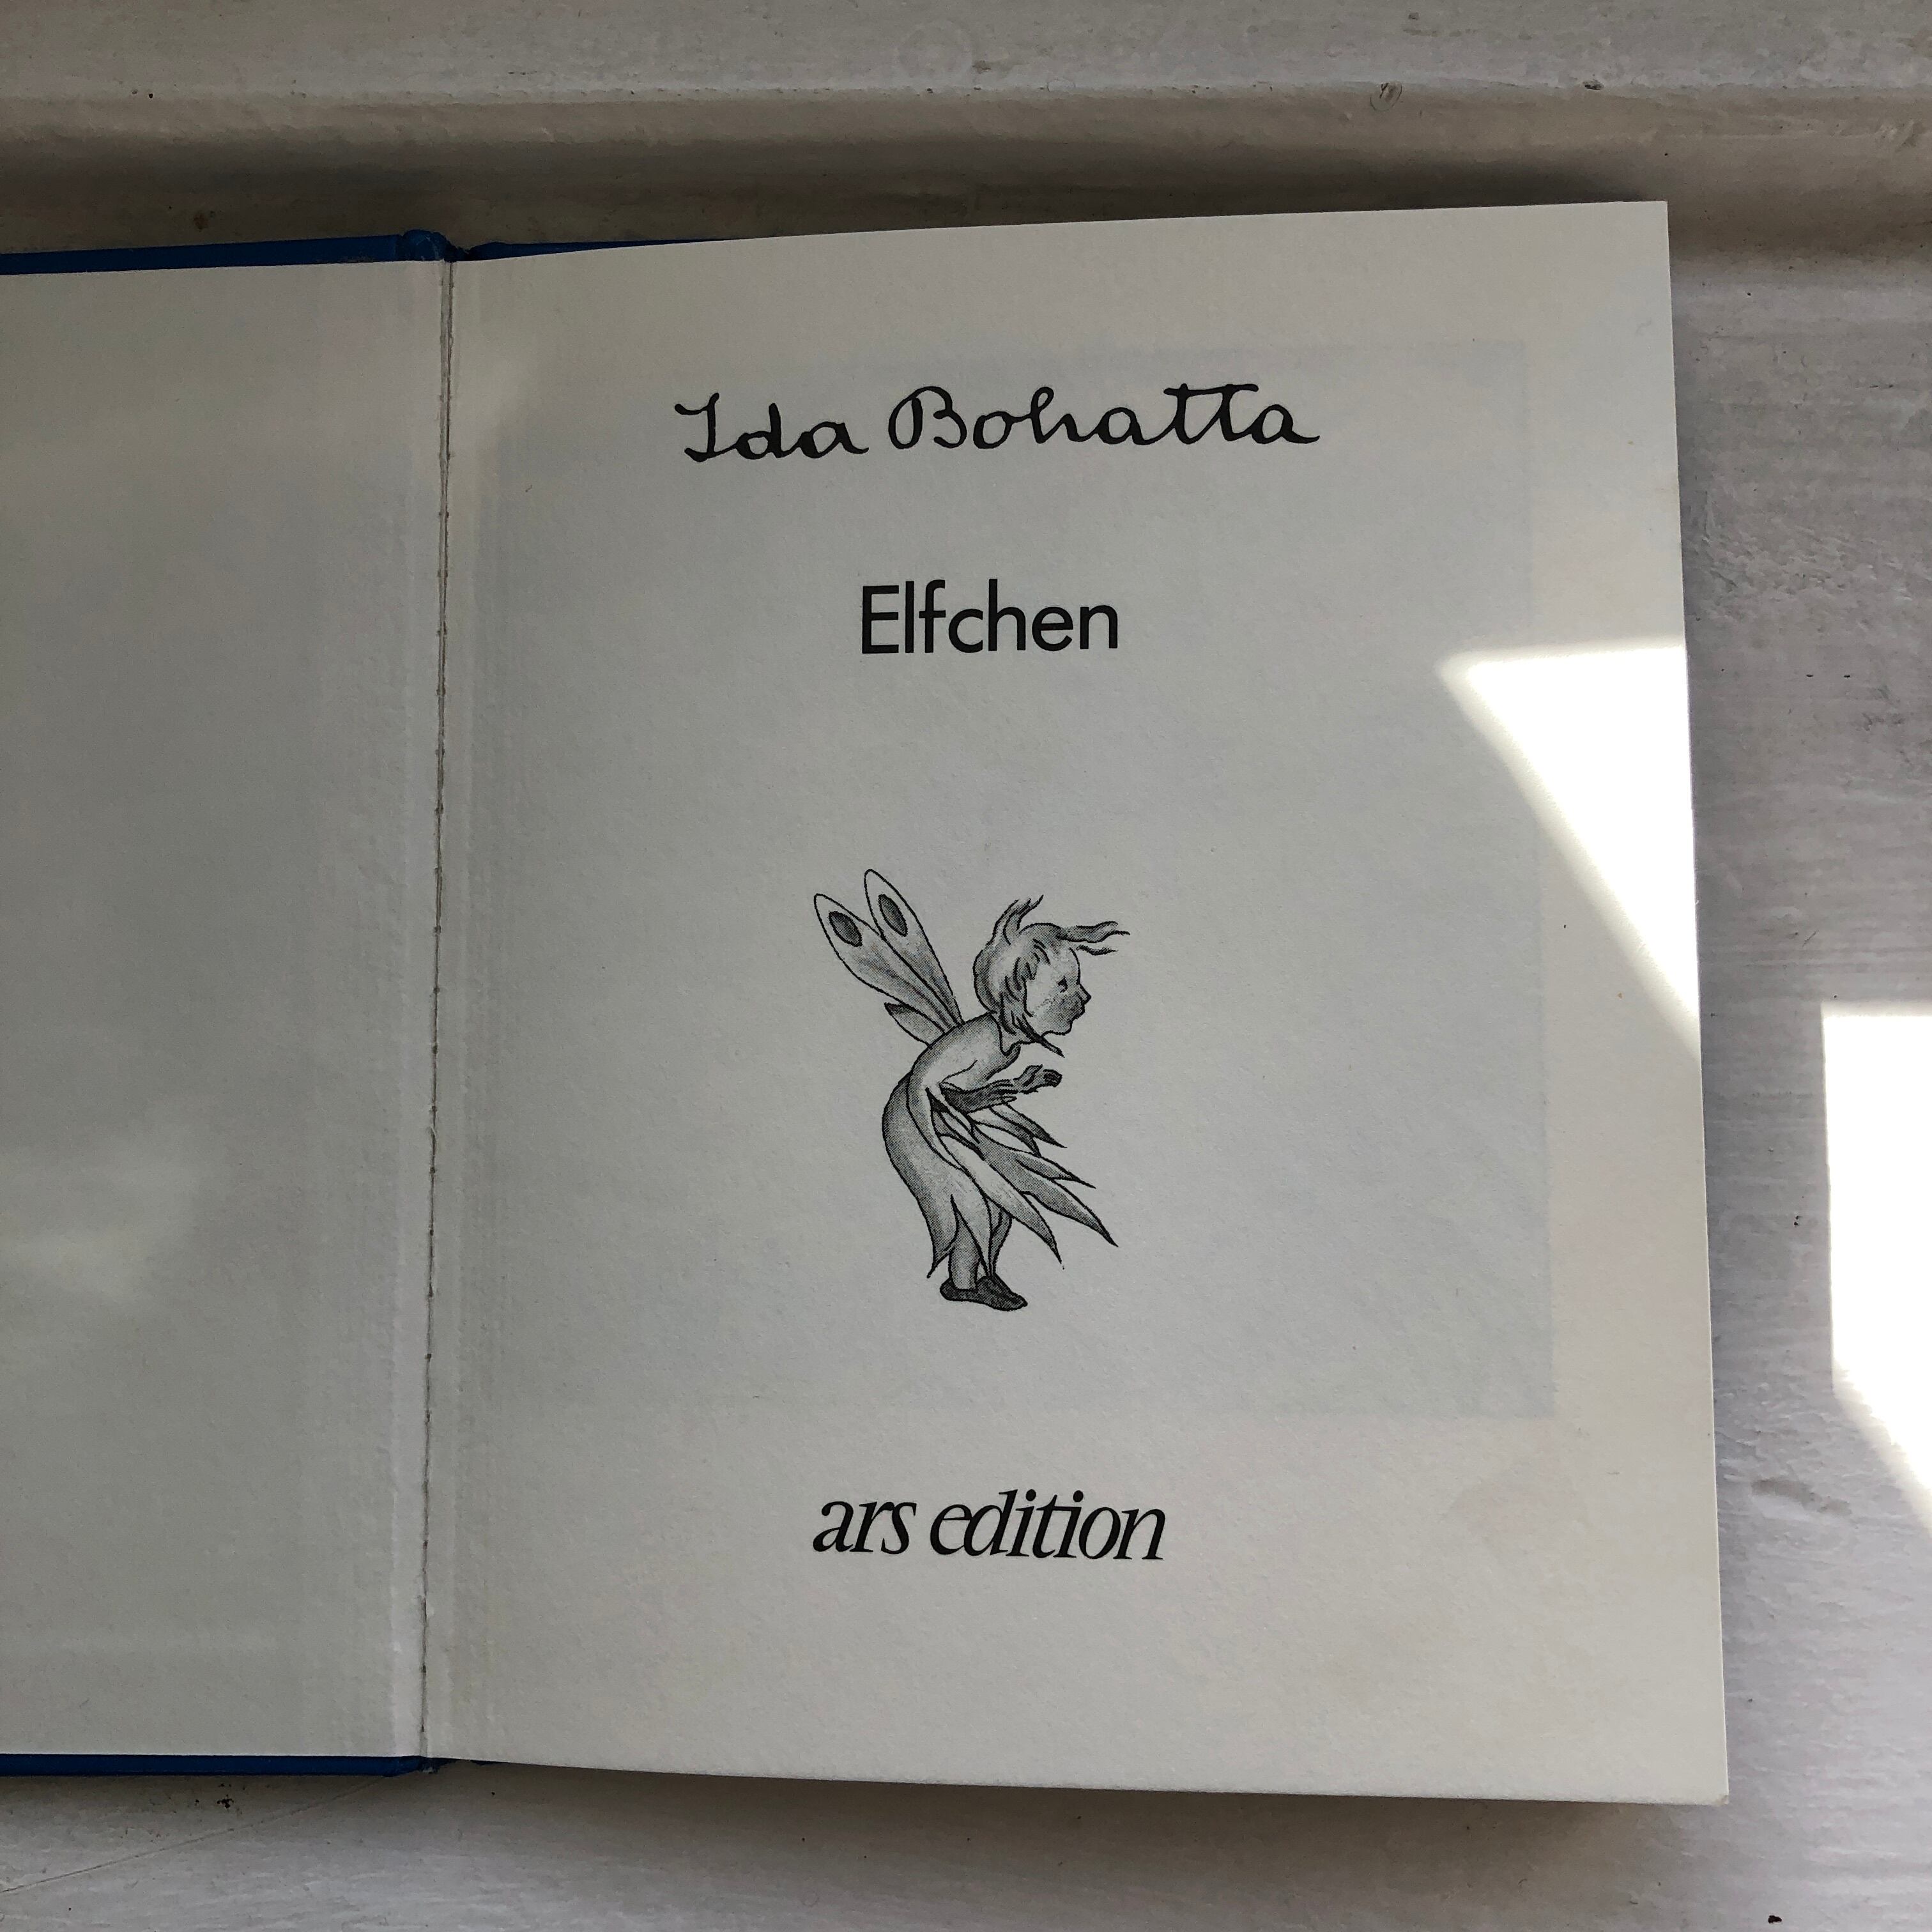 Ida Bohatta
Elfchen
ars edition